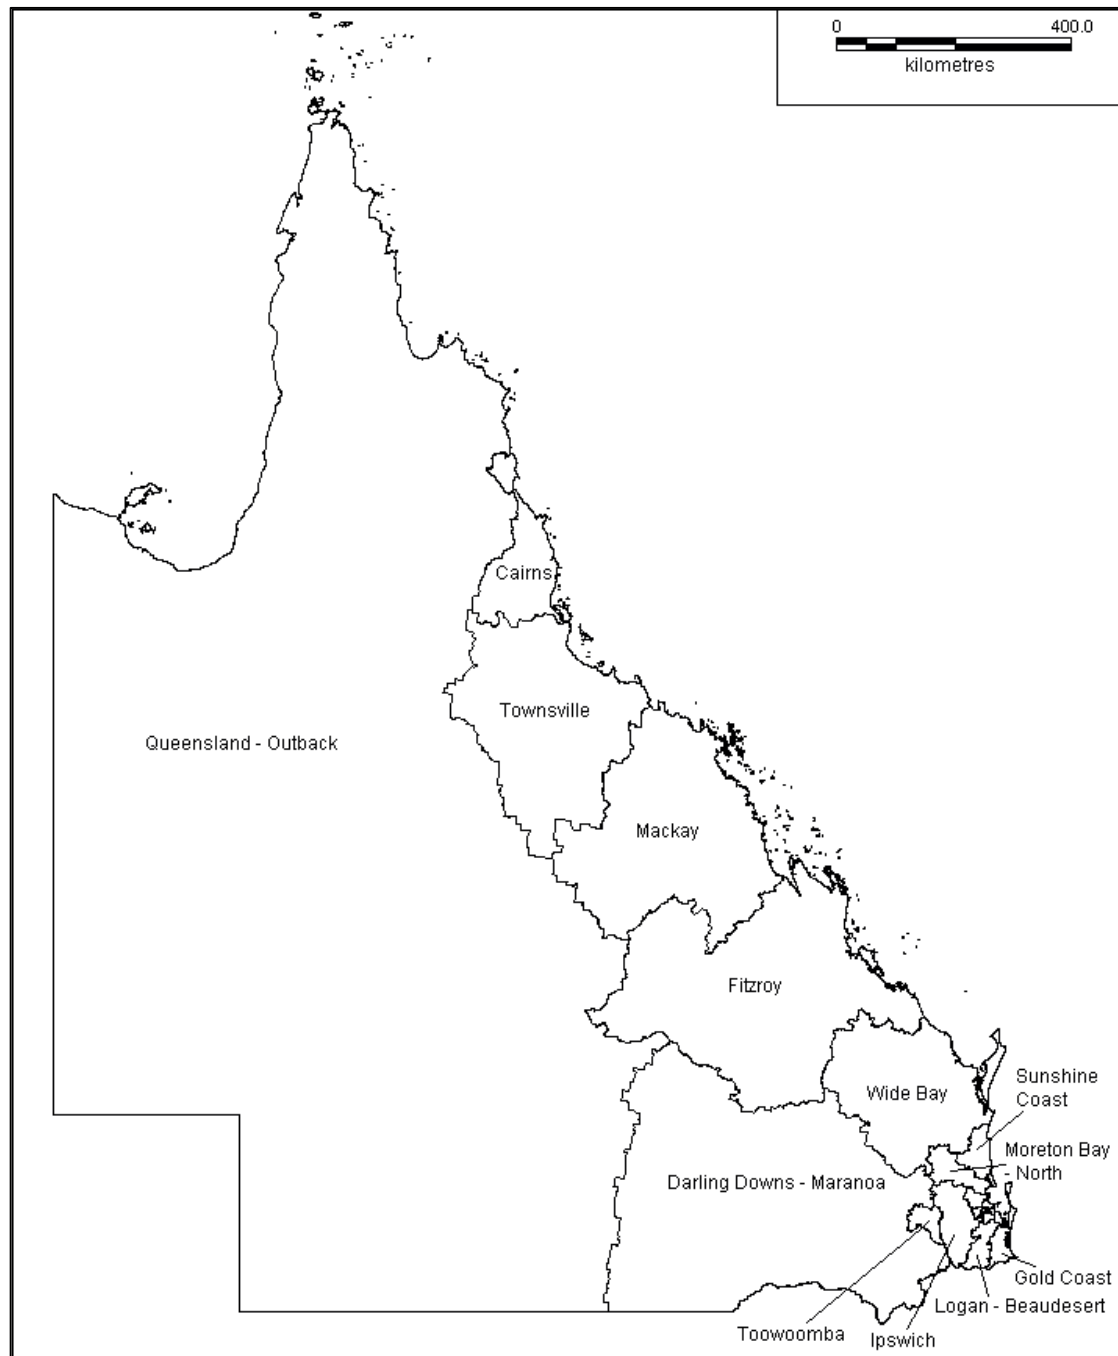 0 400.0
kilometres
Cairns
Townsville
Queensland - Outback
Mackay
Fitzroy
Wide Bay
Sunshine
Coast
Moreton Bay
- North
Darling Downs - Maranoa
Gold Coast
Logan - Beaudesert
Toowoomba
Ipswich